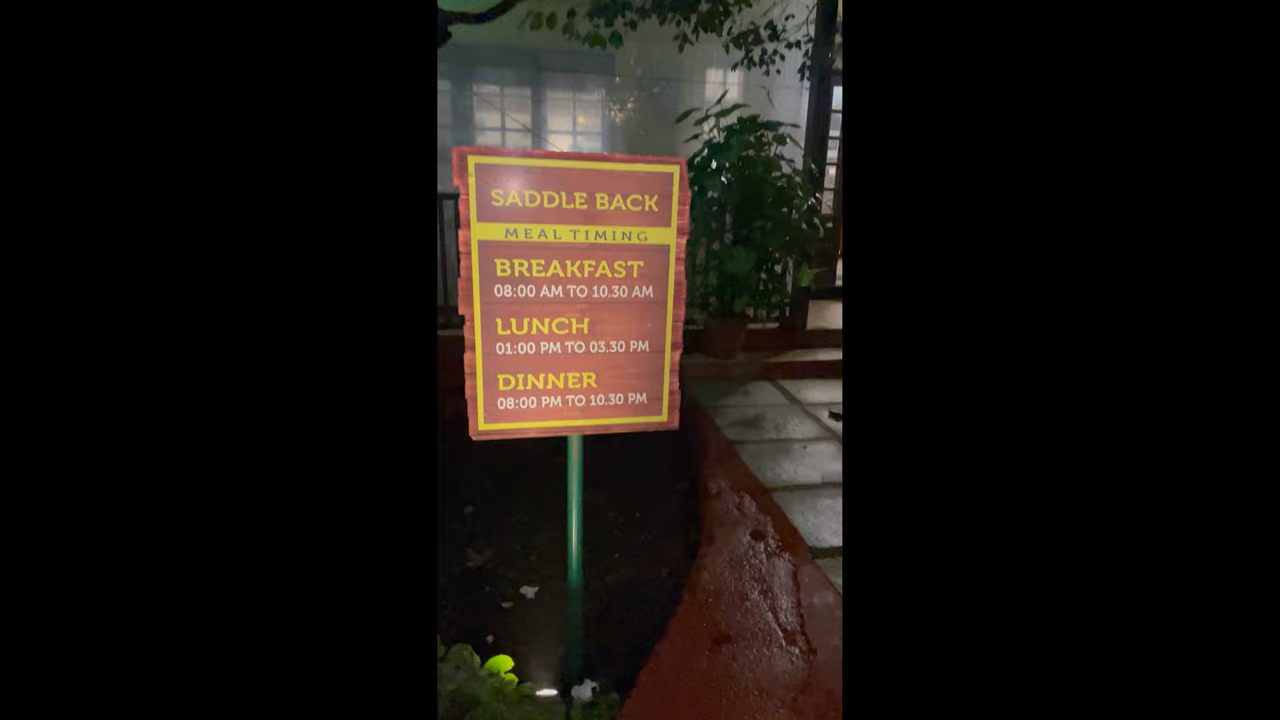 SADDLE BACK
MEAL TIMING
BREAKFAST
08:00 AM TO 10.30 AM
LUNCH
01:00 PM TO 03.30 PM
DINNER
08:00 PM TO 10.30 PM